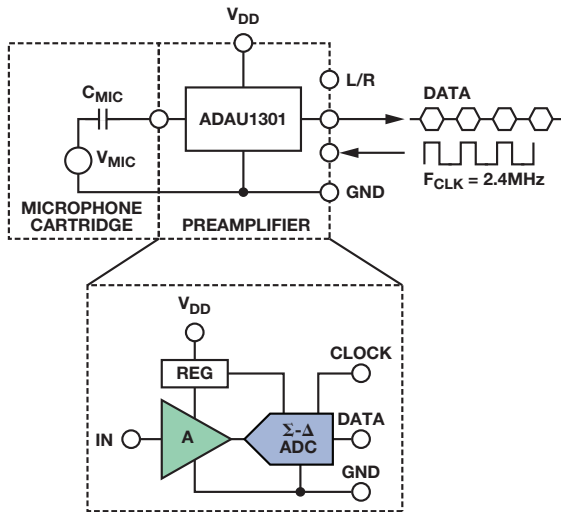 VDD
L/R
CMIC
ADAU1301
DATA
VMIC
FCLK = 2.4MHz
GND
MICROPHONE
CARTRIDGE
PREAMPLIFIER
VDD
CLOCK
REG
IN
A
Σ-Δ
ADC
DATA
GND